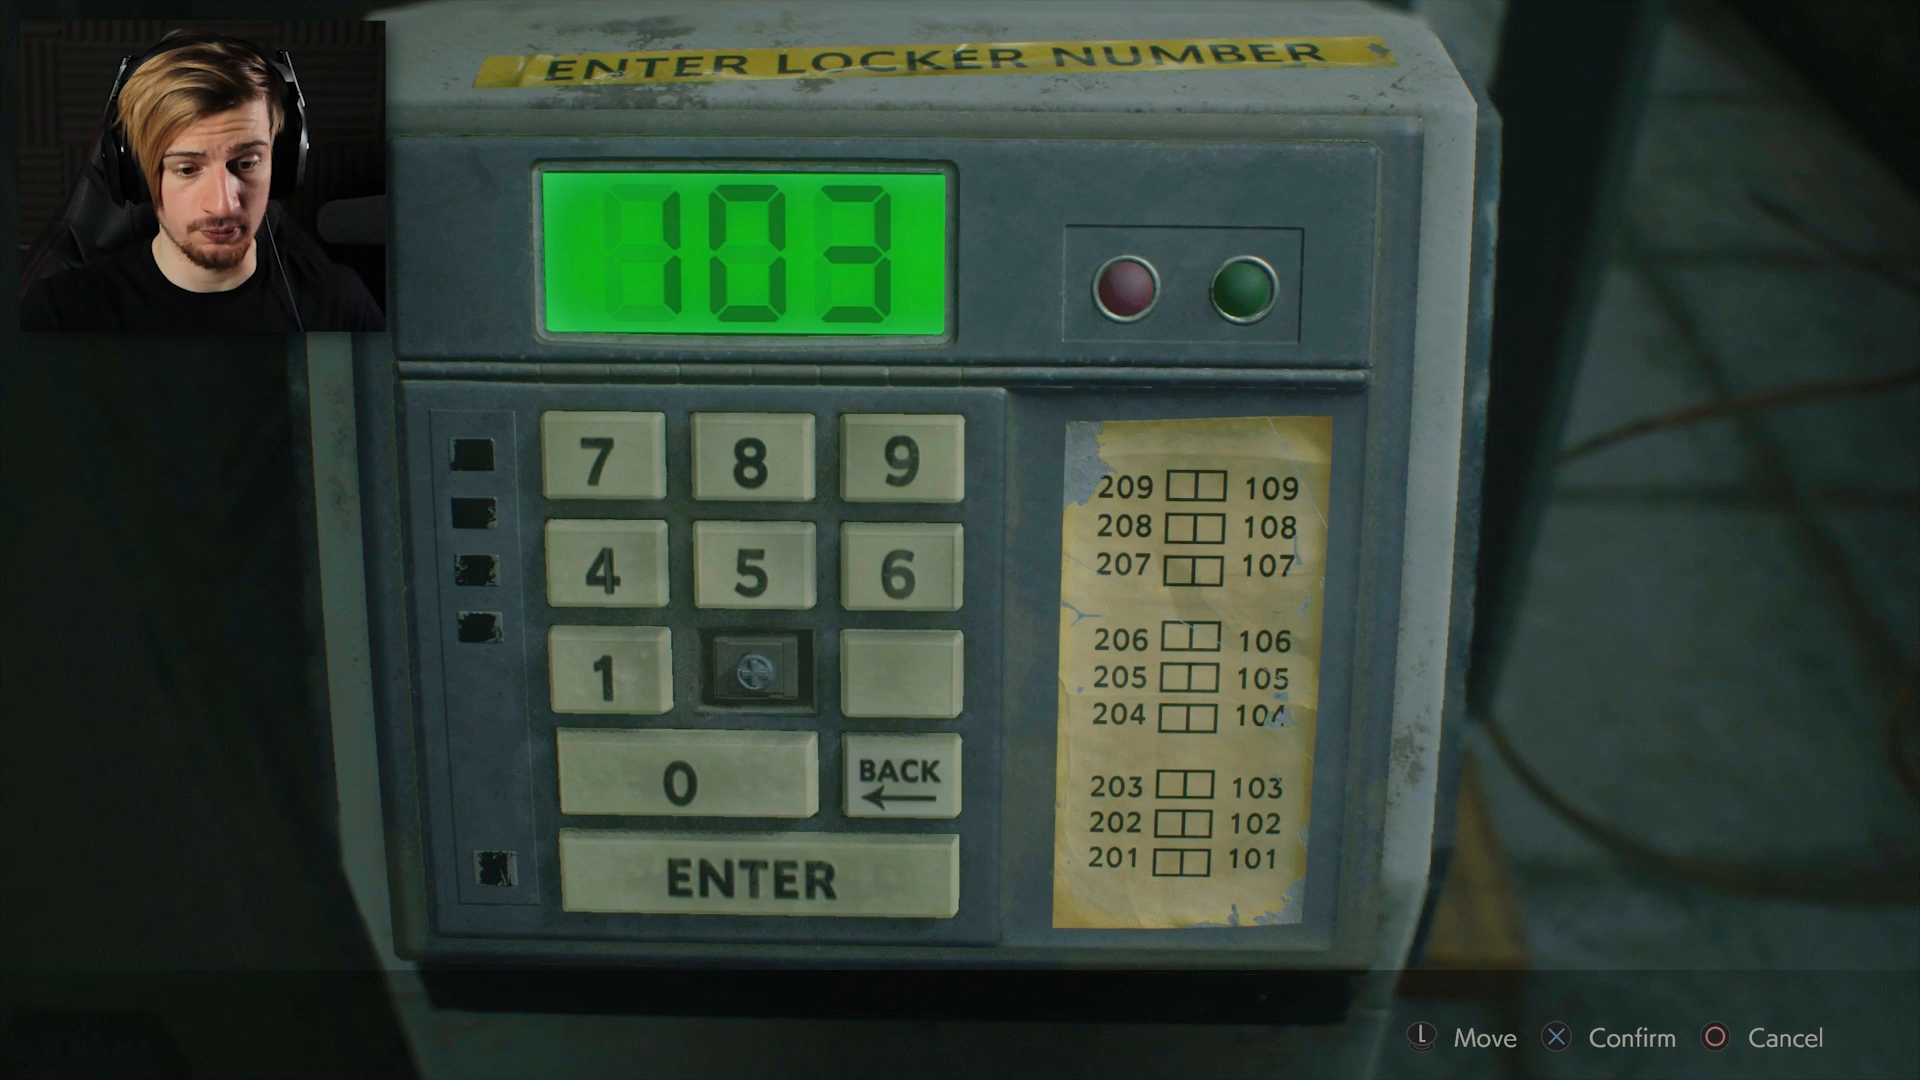 ENTER LOCKER NUMBER
103
7 8 9
4 5 6
1
0 BACK
ENTER
209 109
208 108
207 107
206 106
205 105
204 104
203 103
202 102
201 101
L Move Confirm Cancel